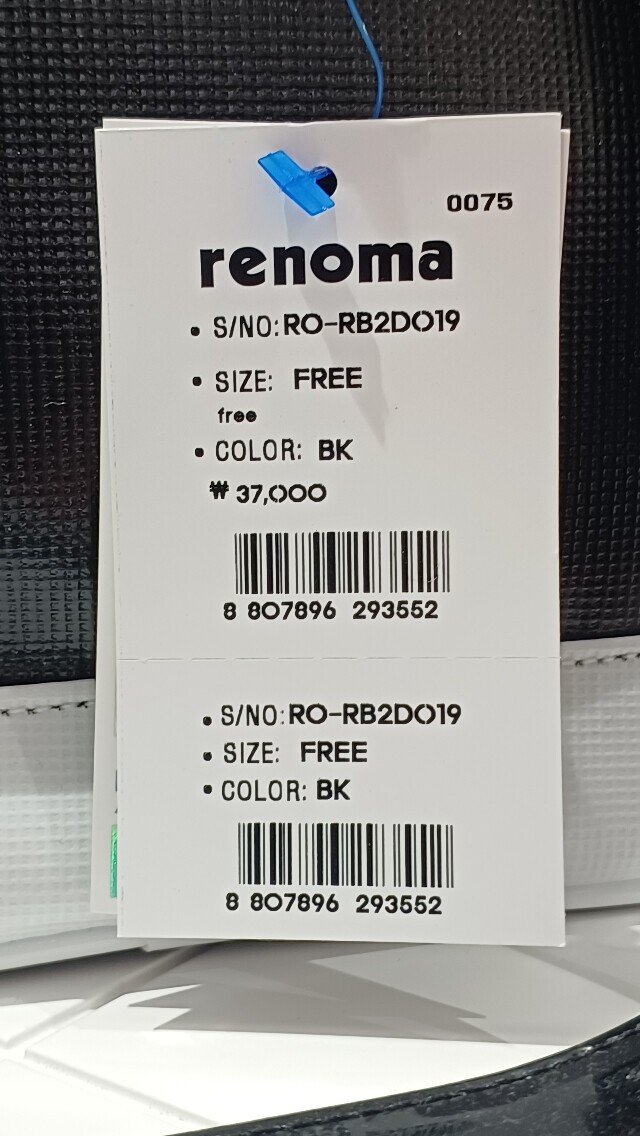 0075
renoma
• S/NO: RO-RB2DO19
• SIZE: FREE
free
• COLOR: BK
₩ 37,000
8 807896 293552
• S/NO: RO-RB2DO19
• SIZE: FREE
• COLOR: BK
8 807896 293552